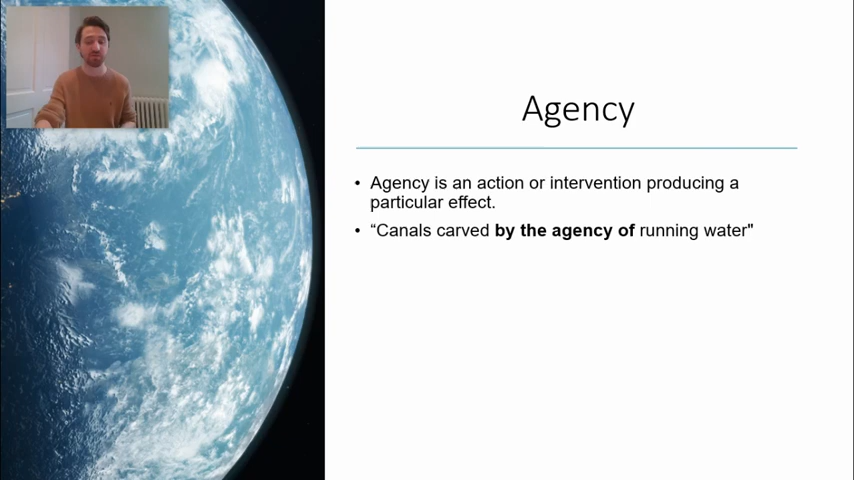 Agency
• Agency is an action or intervention producing a
particular effect.
• “Canals carved by the agency of running water"